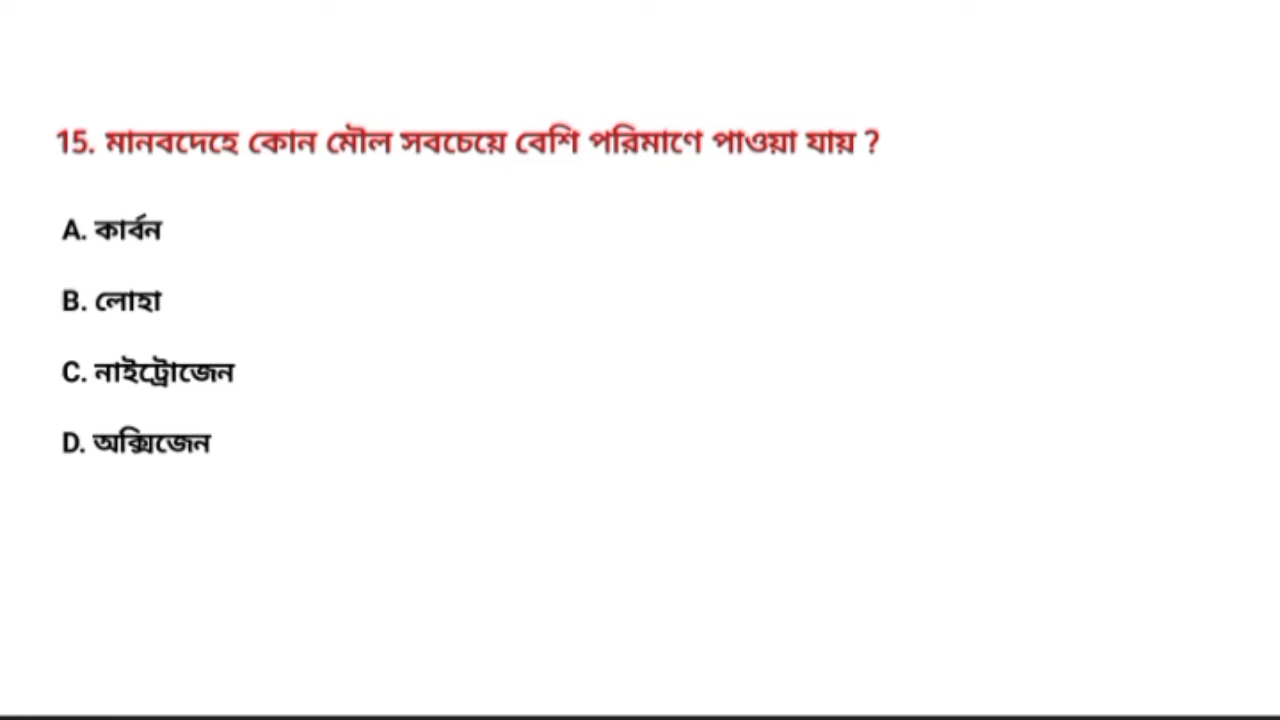 15. মানবদেহে কোন মৌল সবচেয়ে বেশি পরিমাণে পাওয়া যায় ?
A. কার্বন
B. লোহা
C. নাইট্রোজেন
D. অক্সিজেন